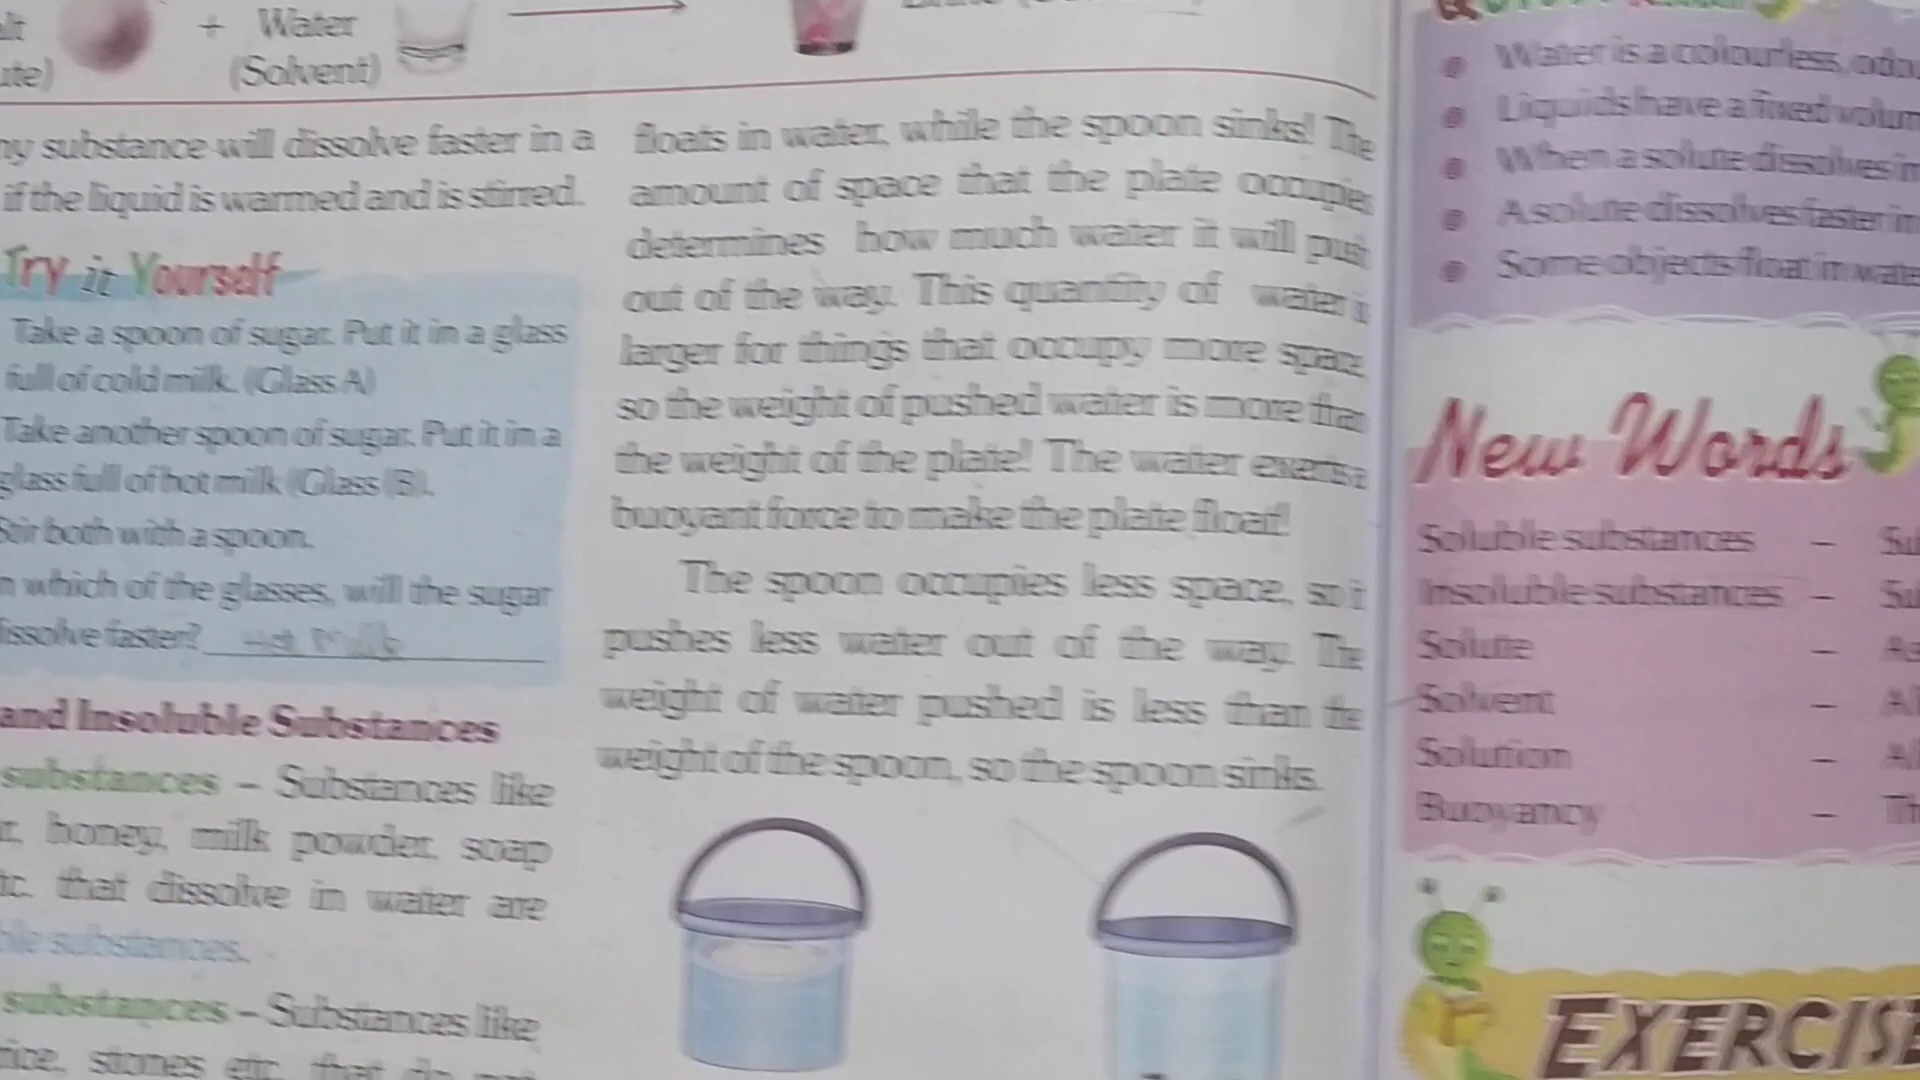 + Water
(Solvent)
substance will dissolve faster in a
if the liquid is warmed and is stirred.
Try it Yourself
Take a spoon of sugar. Put it in a glass
full of cold milk. (Glass A)
Take another spoon of sugar. Put it in a
glass full of hot milk (Glass (B).
Stir both with a spoon.
which of the glasses, will the sugar
dissolve faster?
and Insoluble Substances
substances – Substances like
honey, milk powder, soap
etc. that dissolve in water are
substances.
substances – Substances like
rice, stones etc. that do not
floats in water, while the spoon sinks! The
amount of space that the plate occupies
determines how much water it will push
out of the way. This quantity of water is
larger for things that occupy more space,
so the weight of pushed water is more than
the weight of the plate! The water exerts a
buoyant force to make the plate float!
The spoon occupies less space, so it
pushes less water out of the way. The
weight of water pushed is less than the
weight of the spoon, so the spoon sinks.
Water is a colourless,
Liquids have a fixed
When a solute dissolves
A solute dissolves faster in
Some objects float in
New Words
Soluble substances –
Insoluble substances –
Solute –
Solvent –
Solution –
Buoyancy –
EXERCISE